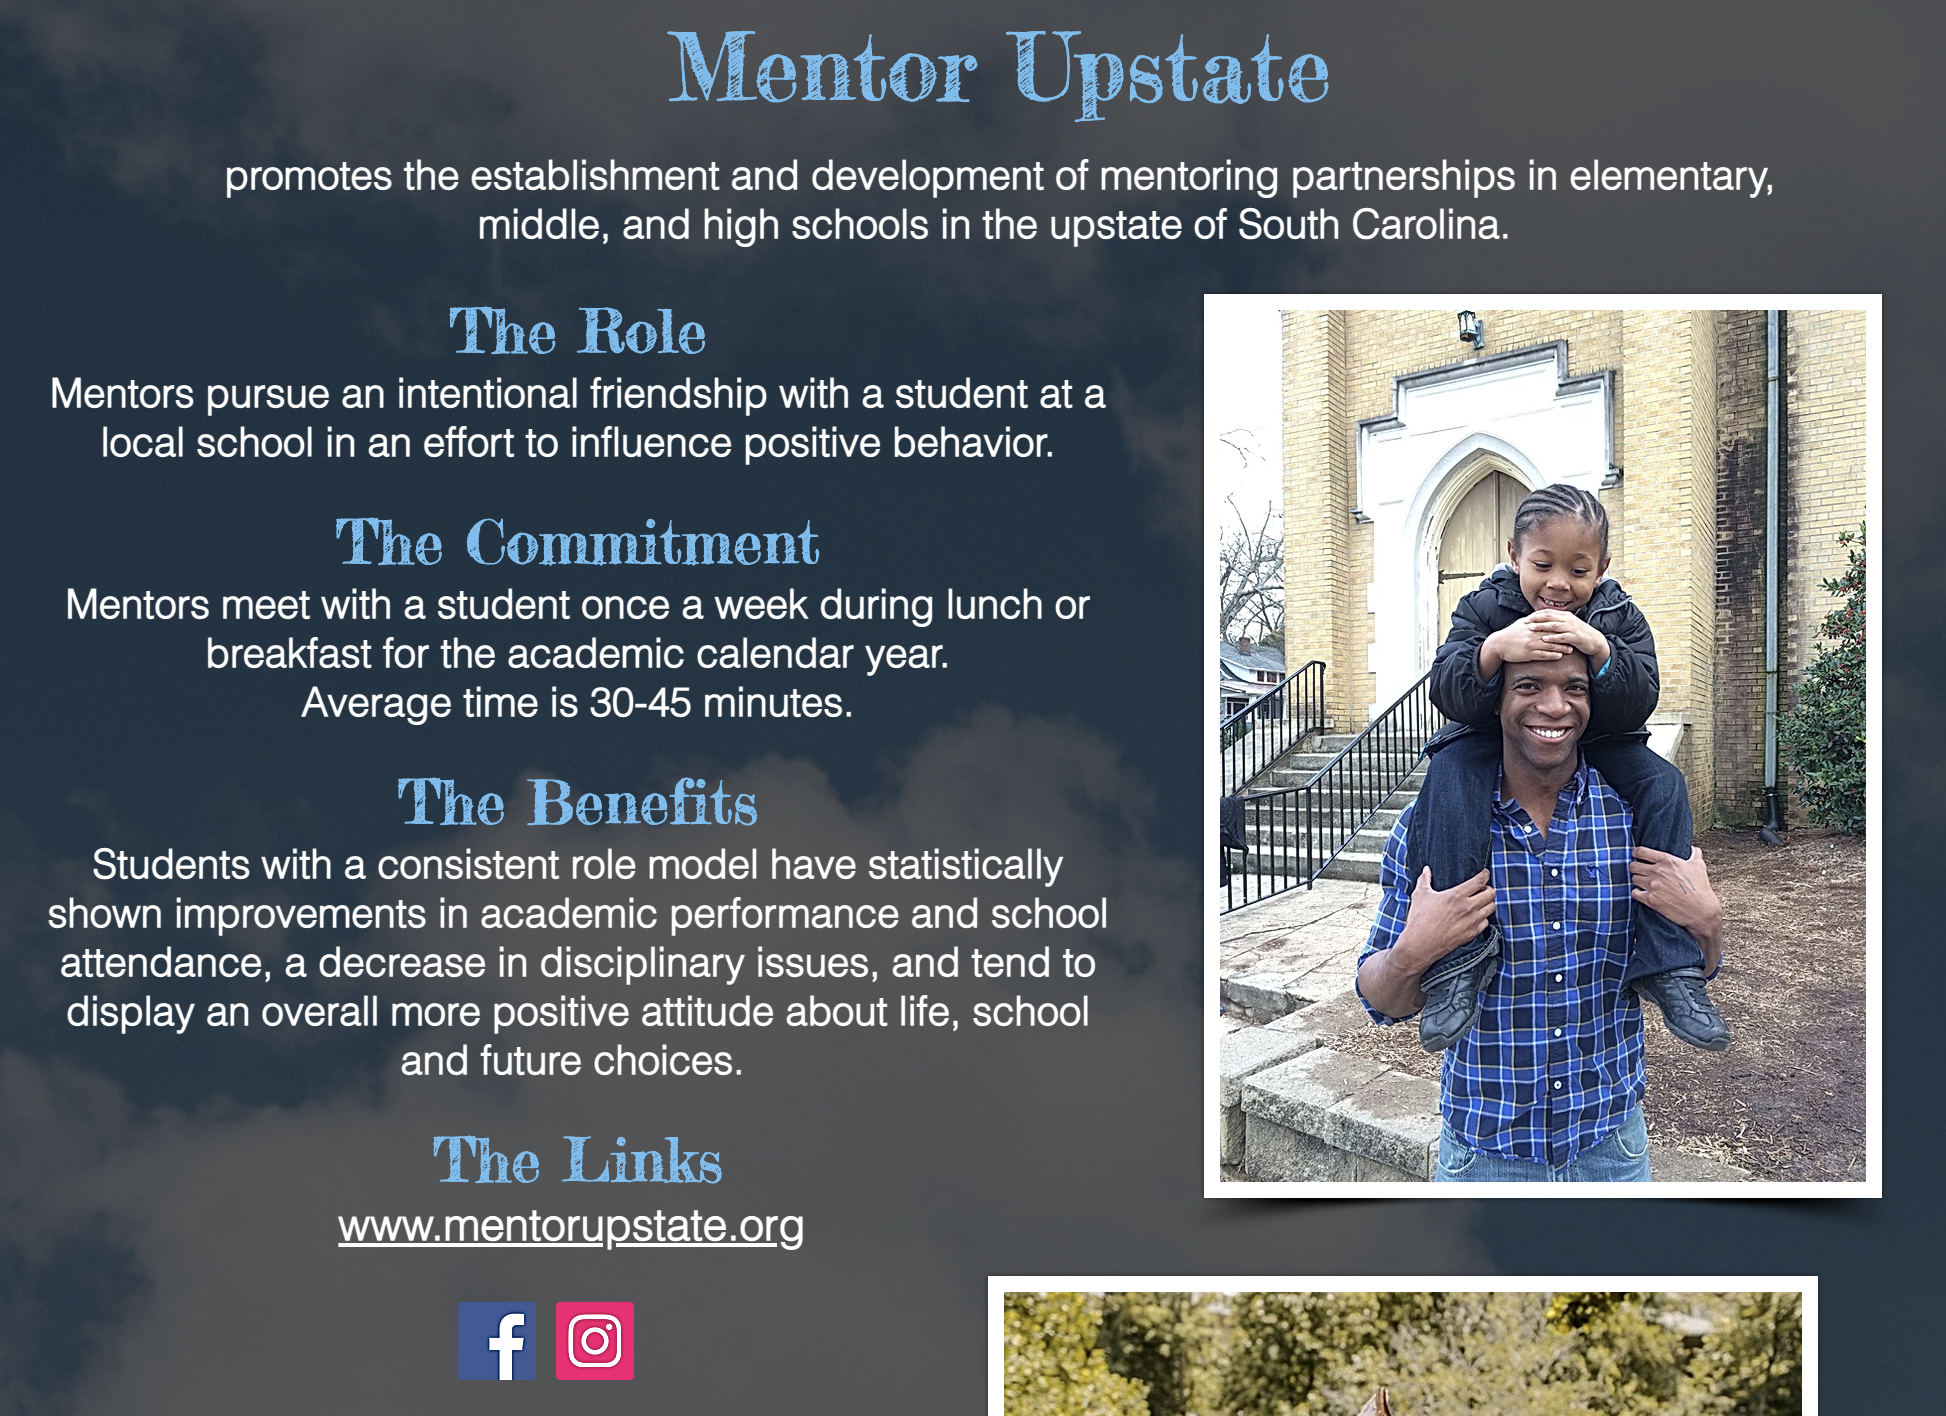 Mentor Upstate
promotes the establishment and development of mentoring partnerships in elementary,
middle, and high schools in the upstate of South Carolina.
The Role
Mentors pursue an intentional friendship with a student at a
local school in an effort to influence positive behavior.
The Commitment
Mentors meet with a student once a week during lunch or
breakfast for the academic calendar year.
Average time is 30-45 minutes.
The Benefits
Students with a consistent role model have statistically
shown improvements in academic performance and school
attendance, a decrease in disciplinary issues, and tend to
display an overall more positive attitude about life, school
and future choices.
The Links
www.mentorupstate.org